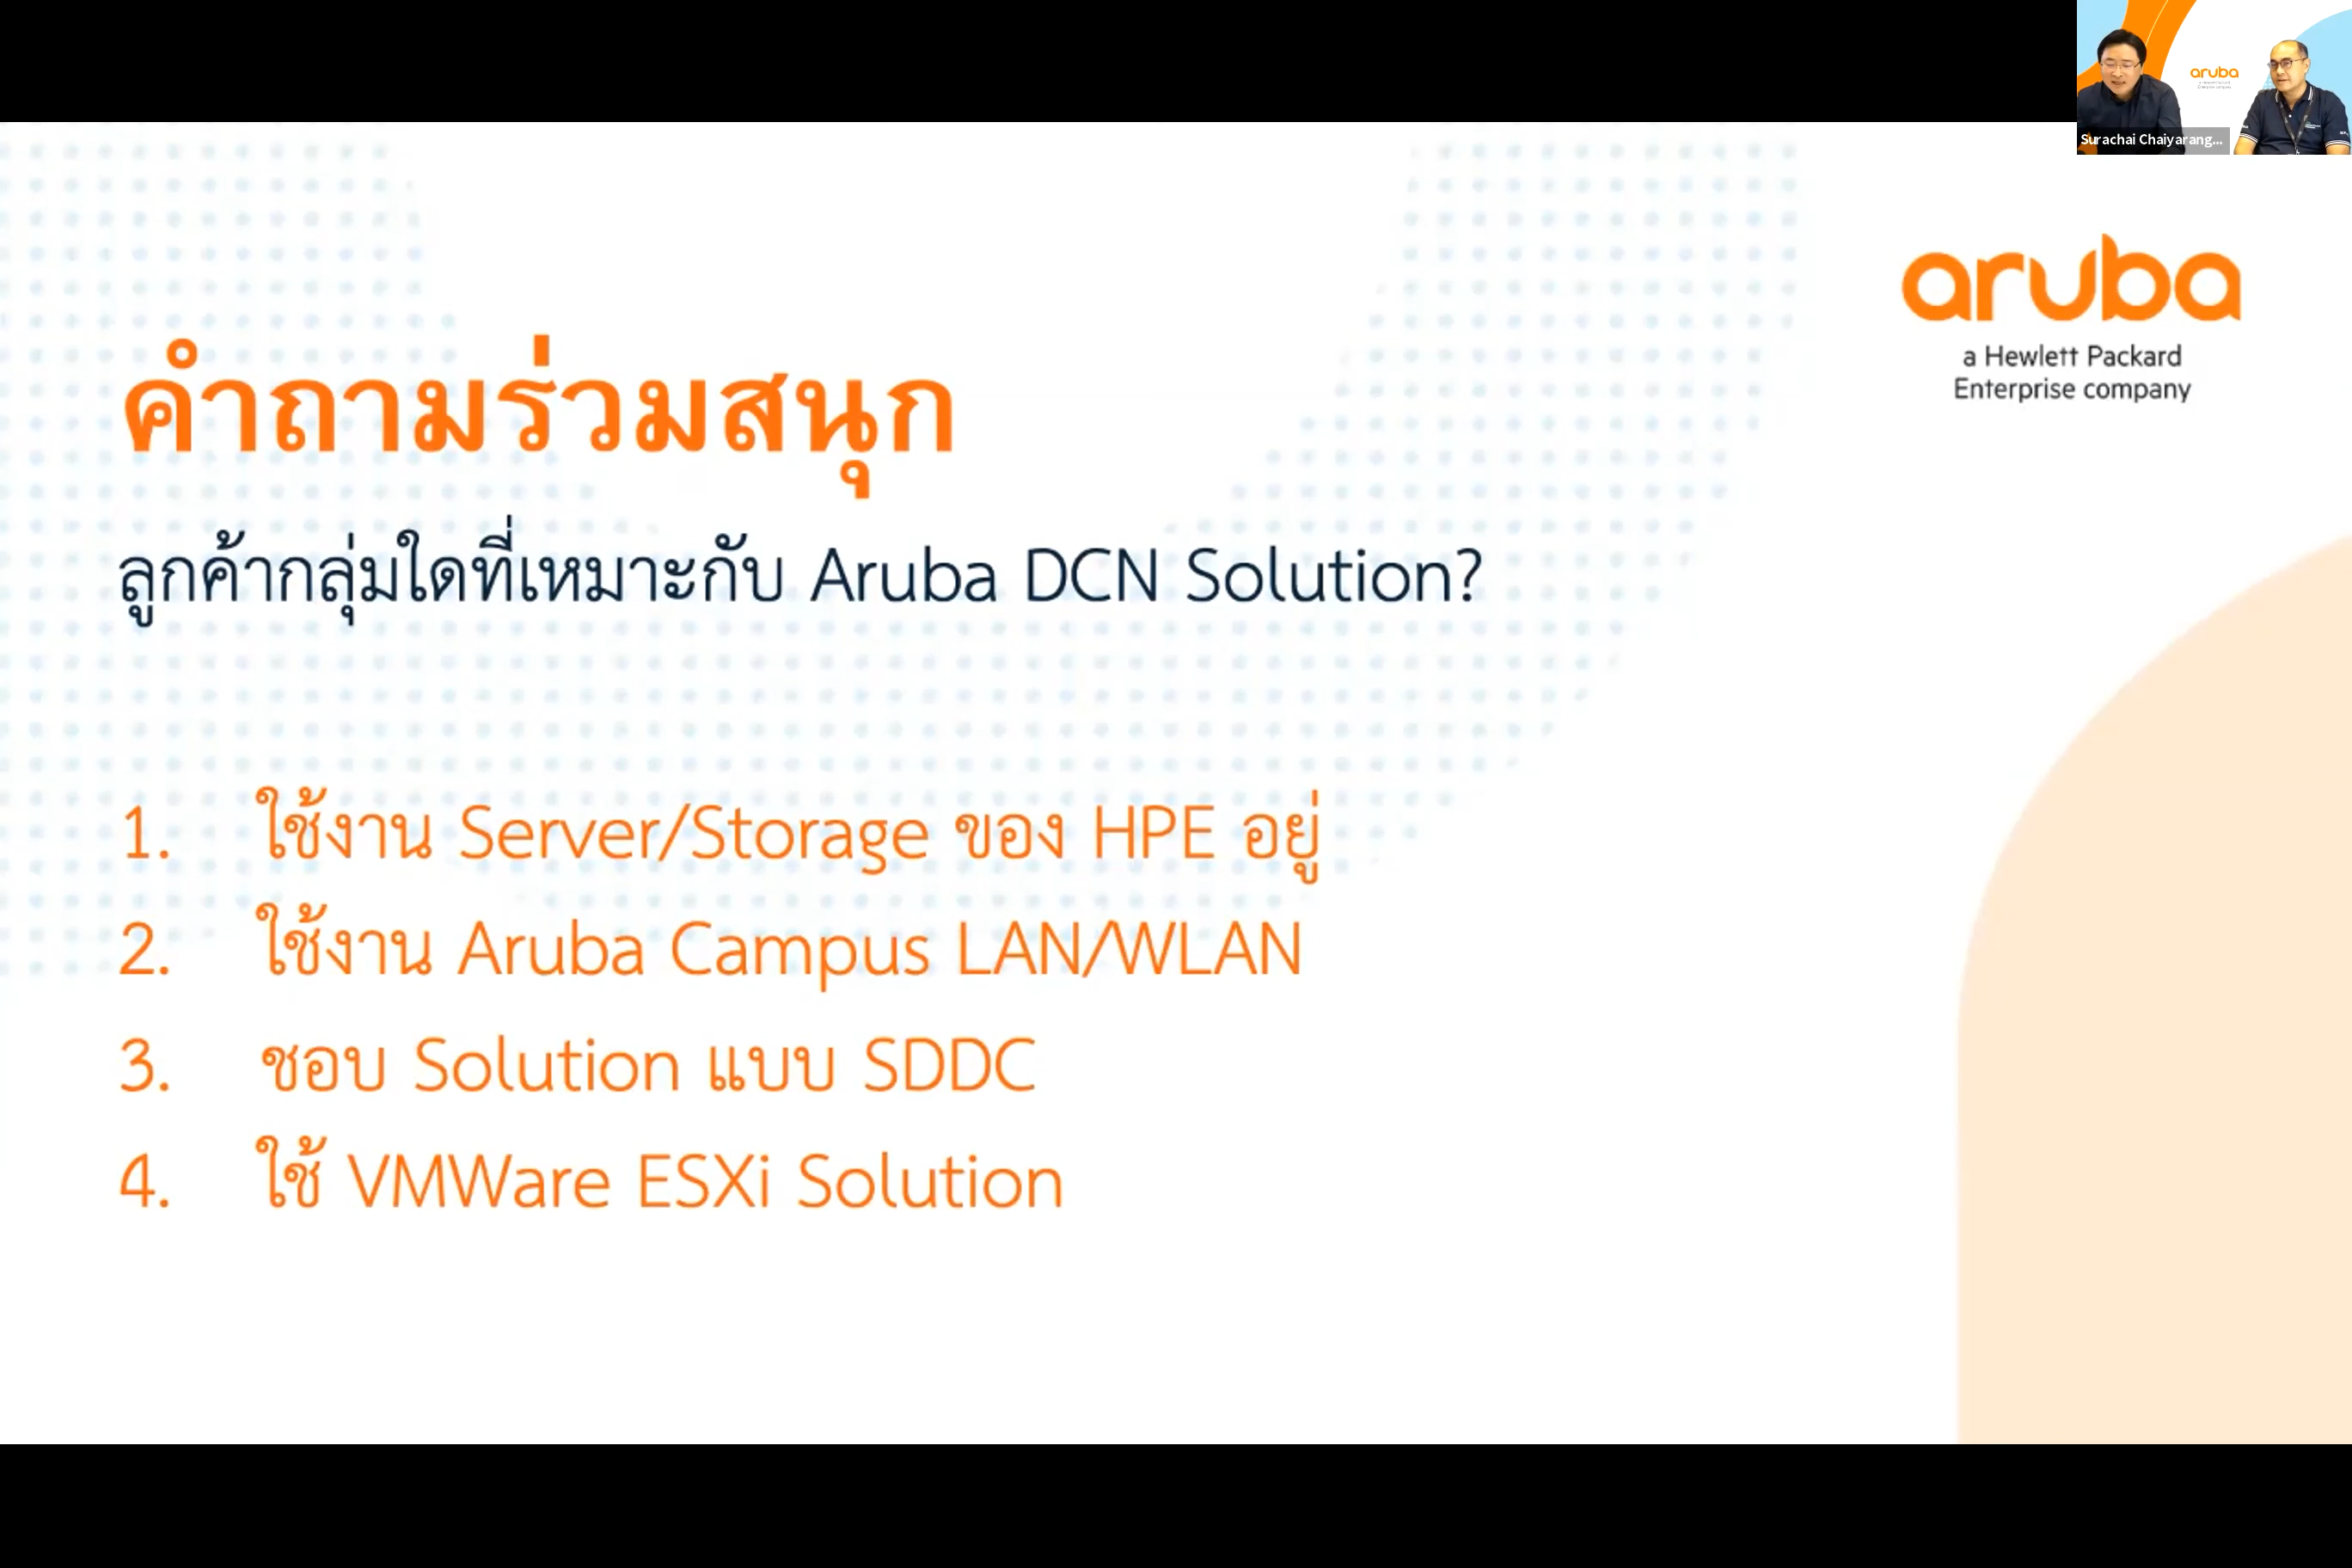 aruba
Surachai Chaiyarang...
aruba
a Hewlett Packard
Enterprise company
คำถามร่วมสนุก
ลูกค้ากลุ่มใดที่เหมาะกับ Aruba DCN Solution?
1. ใช้งาน Server/Storage ของ HPE อยู่
2. ใช้งาน Aruba Campus LAN/WLAN
3. ชอบ Solution แบบ SDDC
4. ใช้ VMWare ESXi Solution